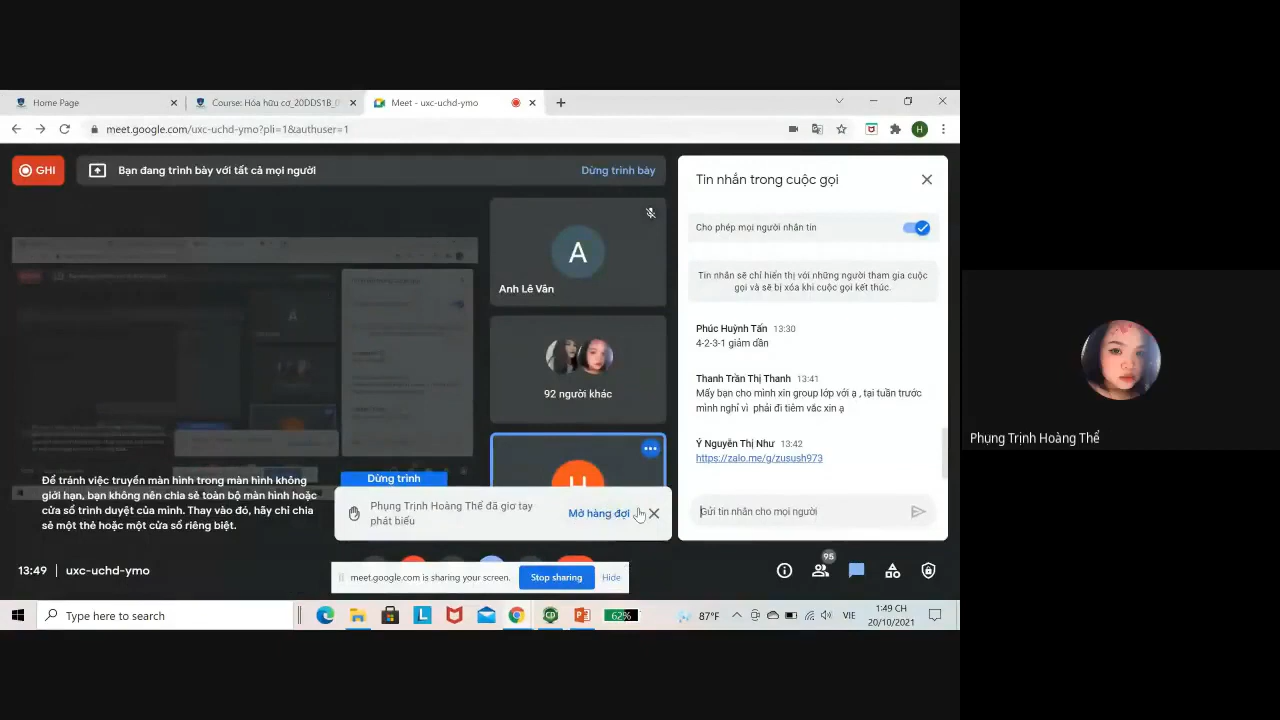 Home Page
Course: Hóa hữu cơ_20DDS1B_0
Meet - uxc-uchd-ymo
meet.google.com/uxc-uchd-ymo?pli=1&authuser=1
H
GHI
Bạn đang trình bày với tất cả mọi người
Dừng trình bày
A
Anh Lê Văn
92 người khác
H
Để tránh việc truyền màn hình trong màn hình không
giới hạn, bạn không nên chia sẻ toàn bộ màn hình hoặc
cửa sổ trình duyệt của mình. Thay vào đó, hãy chỉ chia
sẻ một thẻ hoặc một cửa sổ riêng biệt.
Dừng trình
Phụng Trịnh Hoàng Thể đã giơ tay
phát biểu
Mở hàng đợi
Tin nhắn trong cuộc gọi
Cho phép mọi người nhắn tin
Tin nhắn sẽ chỉ hiển thị với những người tham gia cuộc
gọi và sẽ bị xóa khi cuộc gọi kết thúc.
Phúc Huỳnh Tấn 13:30
4-2-3-1 giảm dần
Thanh Trần Thị Thanh 13:41
Mấy bạn cho mình xin group lớp với ạ , tại tuần trước
mình nghỉ vì phải đi tiêm vắc xin ạ
Ý Nguyễn Thị Như 13:42
https://zalo.me/g/zusush973
Gửi tin nhắn cho mọi người
13:49 | uxc-uchd-ymo
meet.google.com is sharing your screen.
Stop sharing
Hide
95
Type here to search
62%
87°F
VIE
1:49 CH
20/10/2021
Phụng Trịnh Hoàng Thể